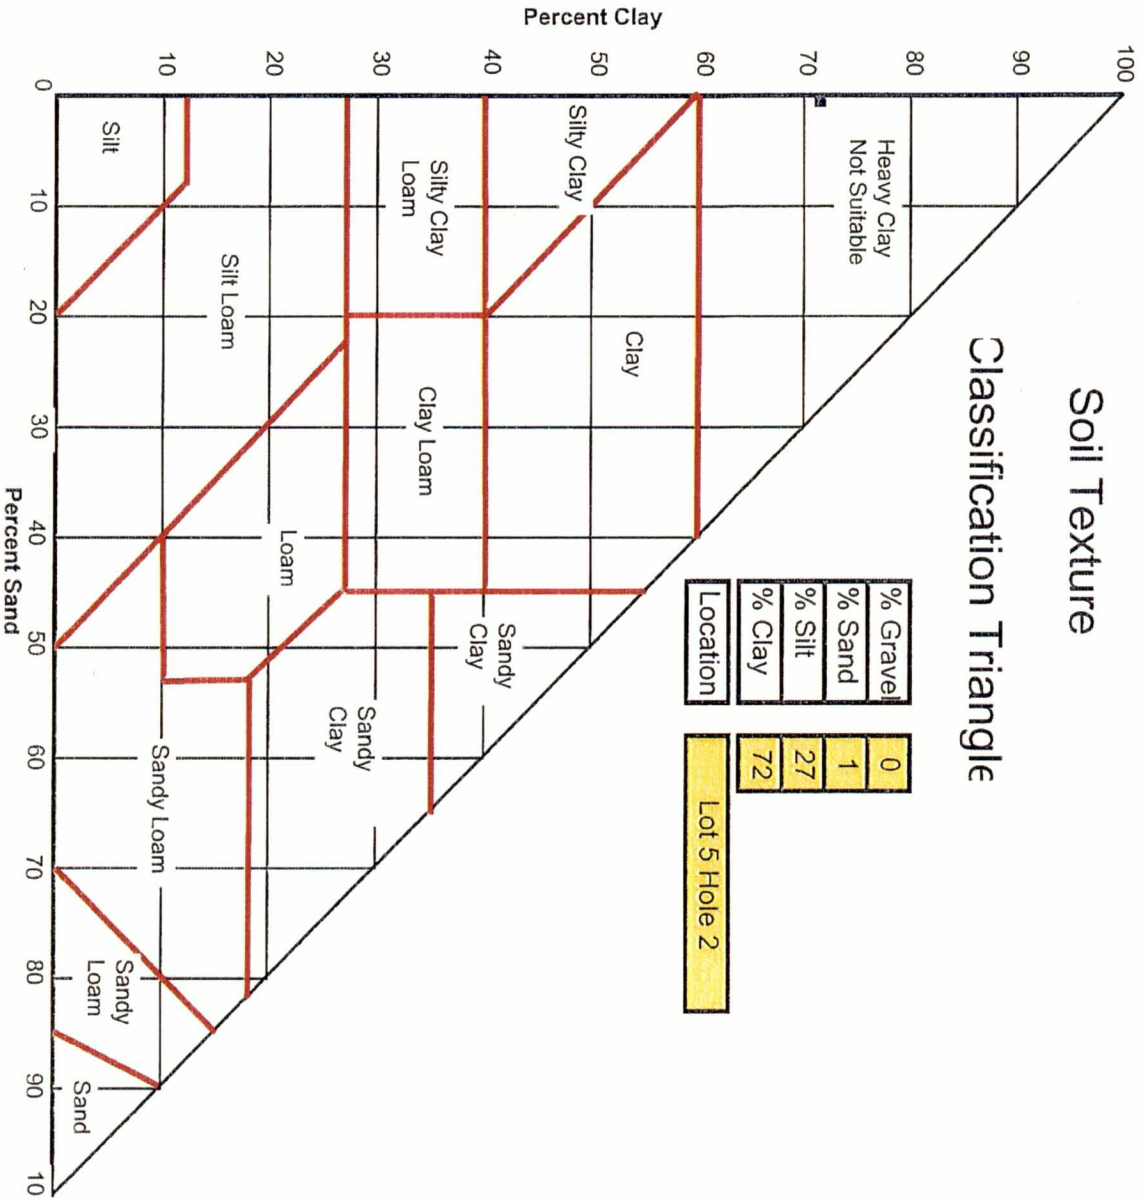 Soil Texture
Classification Triangle
% Gravel 0
% Sand 1
% Silt 27
% Clay 72
Location Lot 5 Hole 2
Percent Clay
100
90
80
70
60
50
40
30
20
10
0
Heavy Clay
Not Suitable
Silty Clay
Clay
Silty Clay
Loam
Clay Loam
Sandy
Clay
Silt Loam
Loam
Sandy
Clay
Silt
Sandy Loam
Sandy
Loam
Sand
10
20
30
40
50
60
70
80
90
10
Percent Sand